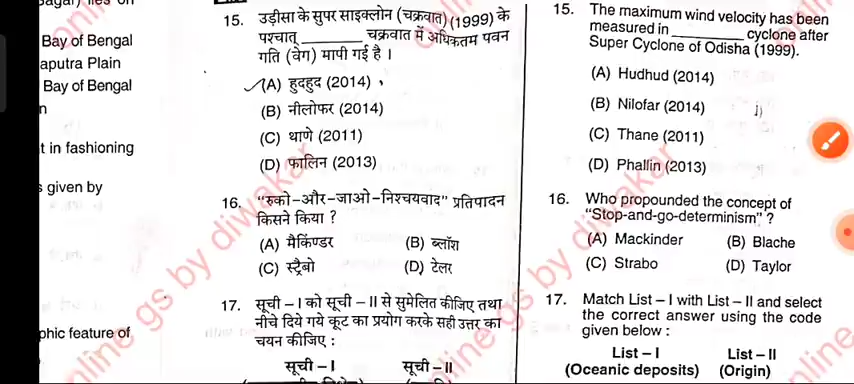 Bay of Bengal
aputra Plain
Bay of Bengal
n
t in fashioning
s given by
phic feature of
15. उड़ीसा के सुपर साइक्लोन (चक्रवात) (1999) के
पश्चात् ________ चक्रवात में अधिकतम पवन
गति (वेग) मापी गई है ।
(A) हुदहुद (2014)
(B) नीलोफर (2014)
(C) थाणे (2011)
(D) फालिन (2013)
16. “रुको-और-जाओ-निश्चयवाद” प्रतिपादन
किसने किया ?
(A) मैकिंण्डर (B) ब्लॉश
(C) स्ट्रैबो (D) टेलर
17. सूची – I को सूची – II से सुमेलित कीजिए तथा
नीचे दिये गये कूट का प्रयोग करके सही उत्तर का
चयन कीजिए :
सूची – I सूची – II
15. The maximum wind velocity has been
measured in ________ cyclone after
Super Cyclone of Odisha (1999).
(A) Hudhud (2014)
(B) Nilofar (2014)
(C) Thane (2011)
(D) Phallin (2013)
16. Who propounded the concept of
“Stop-and-go-determinism” ?
(A) Mackinder (B) Blache
(C) Strabo (D) Taylor
17. Match List – I with List – II and select
the correct answer using the code
given below :
List – I List – II
(Oceanic deposits) (Origin)
online gs by diwakar